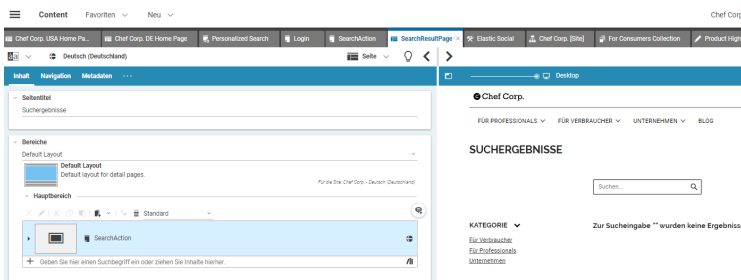 Content Favoriten Neu Chef Corp
Chef Corp. USA Home Pa... Chef Corp. DE Home Page Personalized Search Login SearchAction SearchResultPage Elastic Social Chef Corp. [Site] For Consumers Collection Product High
Deutsch (Deutschland) Seite
Desktop
Inhalt Navigation Metadaten ...
Chef Corp.
Seitentitel
Suchergebnisse
FÜR PROFESSIONALS FÜR VERBRAUCHER UNTERNEHMEN BLOG
Bereiche
Default Layout
SUCHERGEBNISSE
Default Layout
Default layout for detail pages.
Für die Site: Chef Corp. - Deutsch (Deutschland)
Suchen...
Hauptbereich
Standard
KATEGORIE
Zur Sucheingabe "" wurden keine Ergebniss
SearchAction
Für Verbraucher
Für Professionals
Unternehmen
Geben Sie hier einen Suchbegriff ein oder ziehen Sie Inhalte hierher.